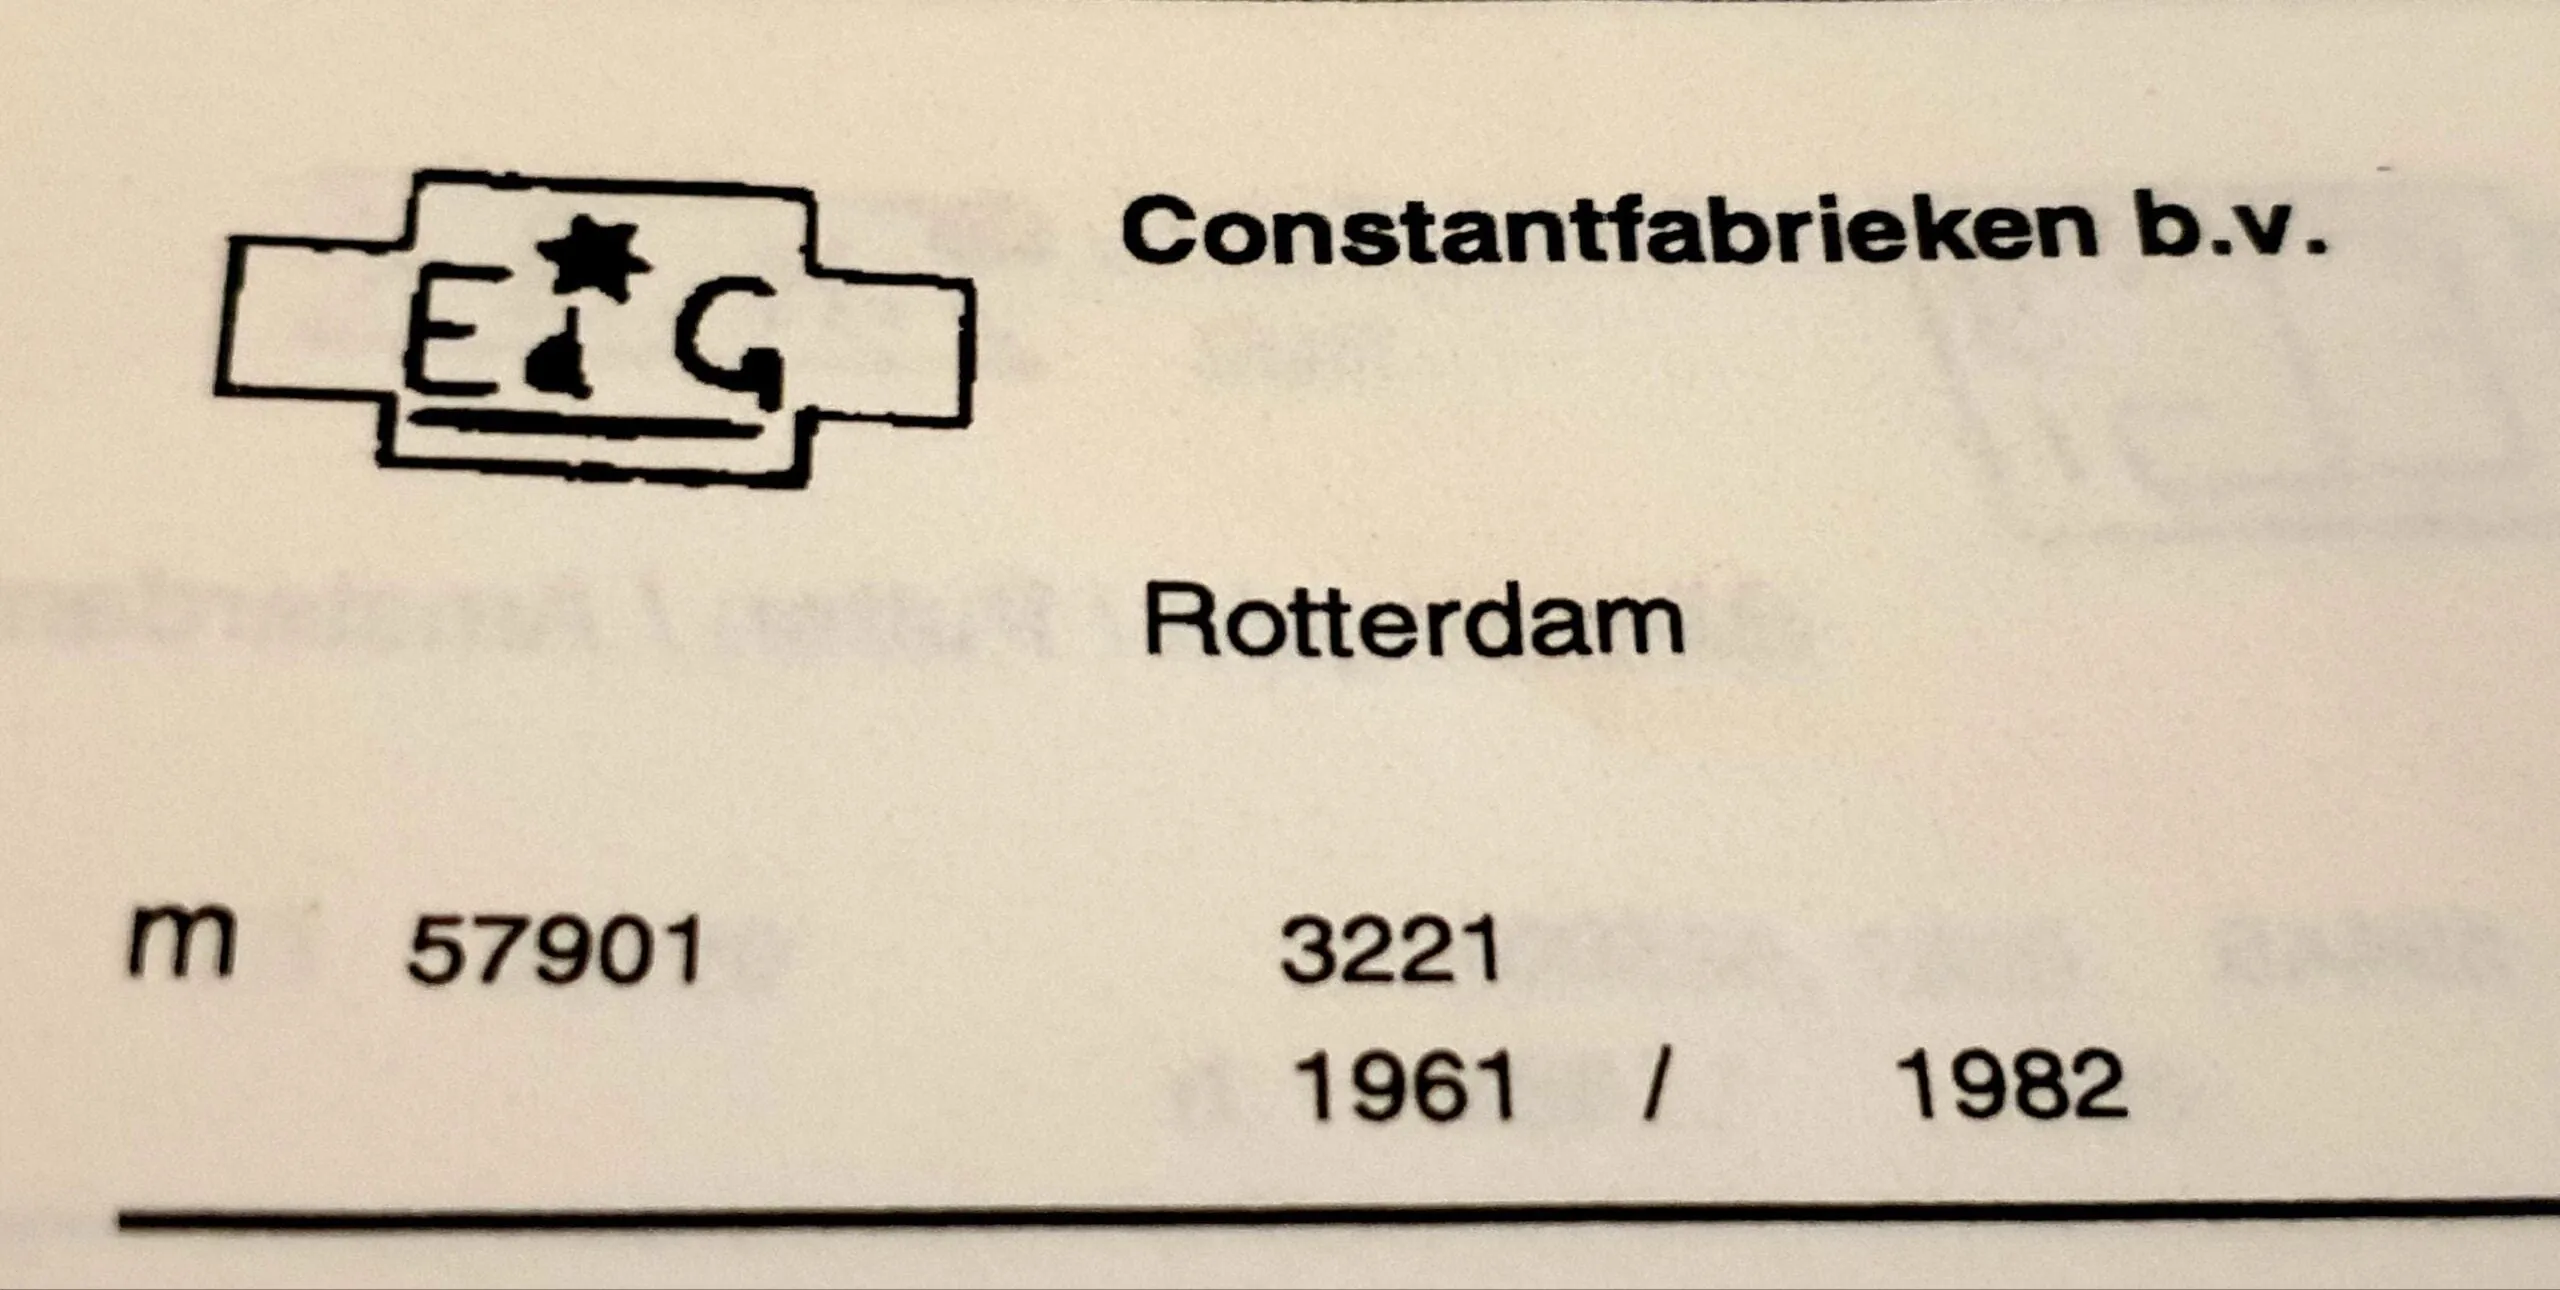 E d G
Constantfabrieken b.v.
Rotterdam
m 57901 3221
1961 / 1982